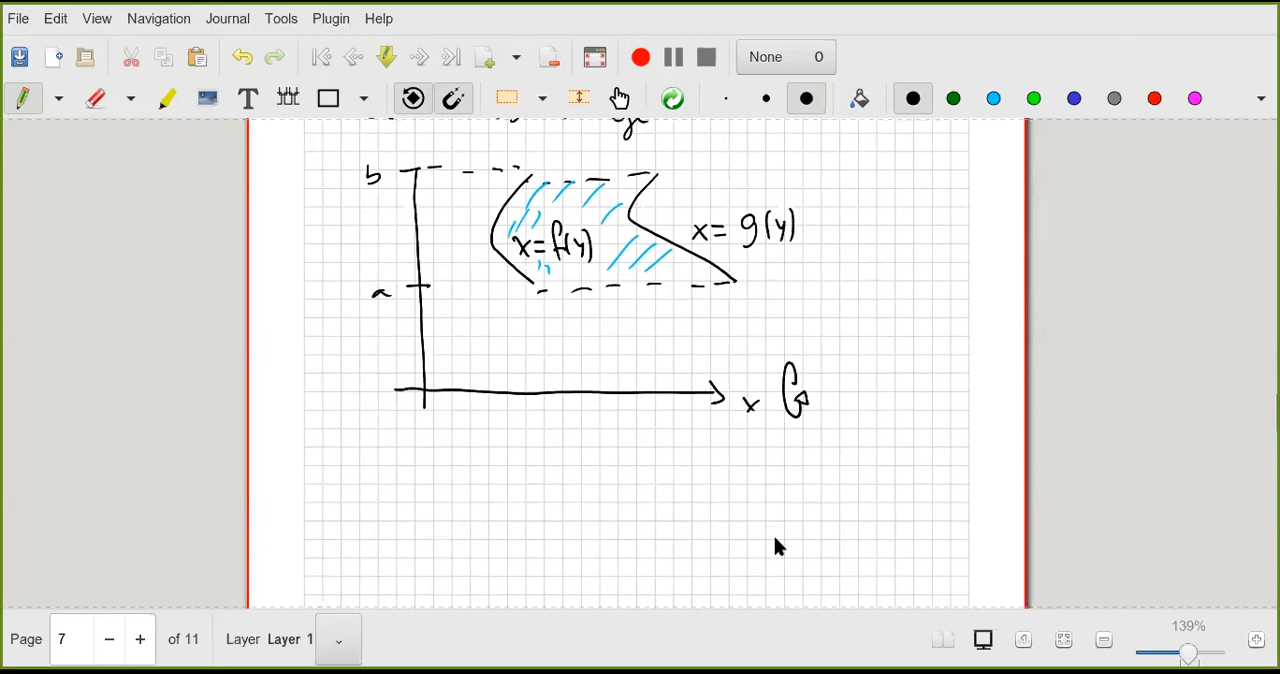 File Edit View Navigation Journal Tools Plugin Help
None 0
T
b
x=f(y) x= g(y)
a
x
Page 7 of 11 Layer Layer 1 139%